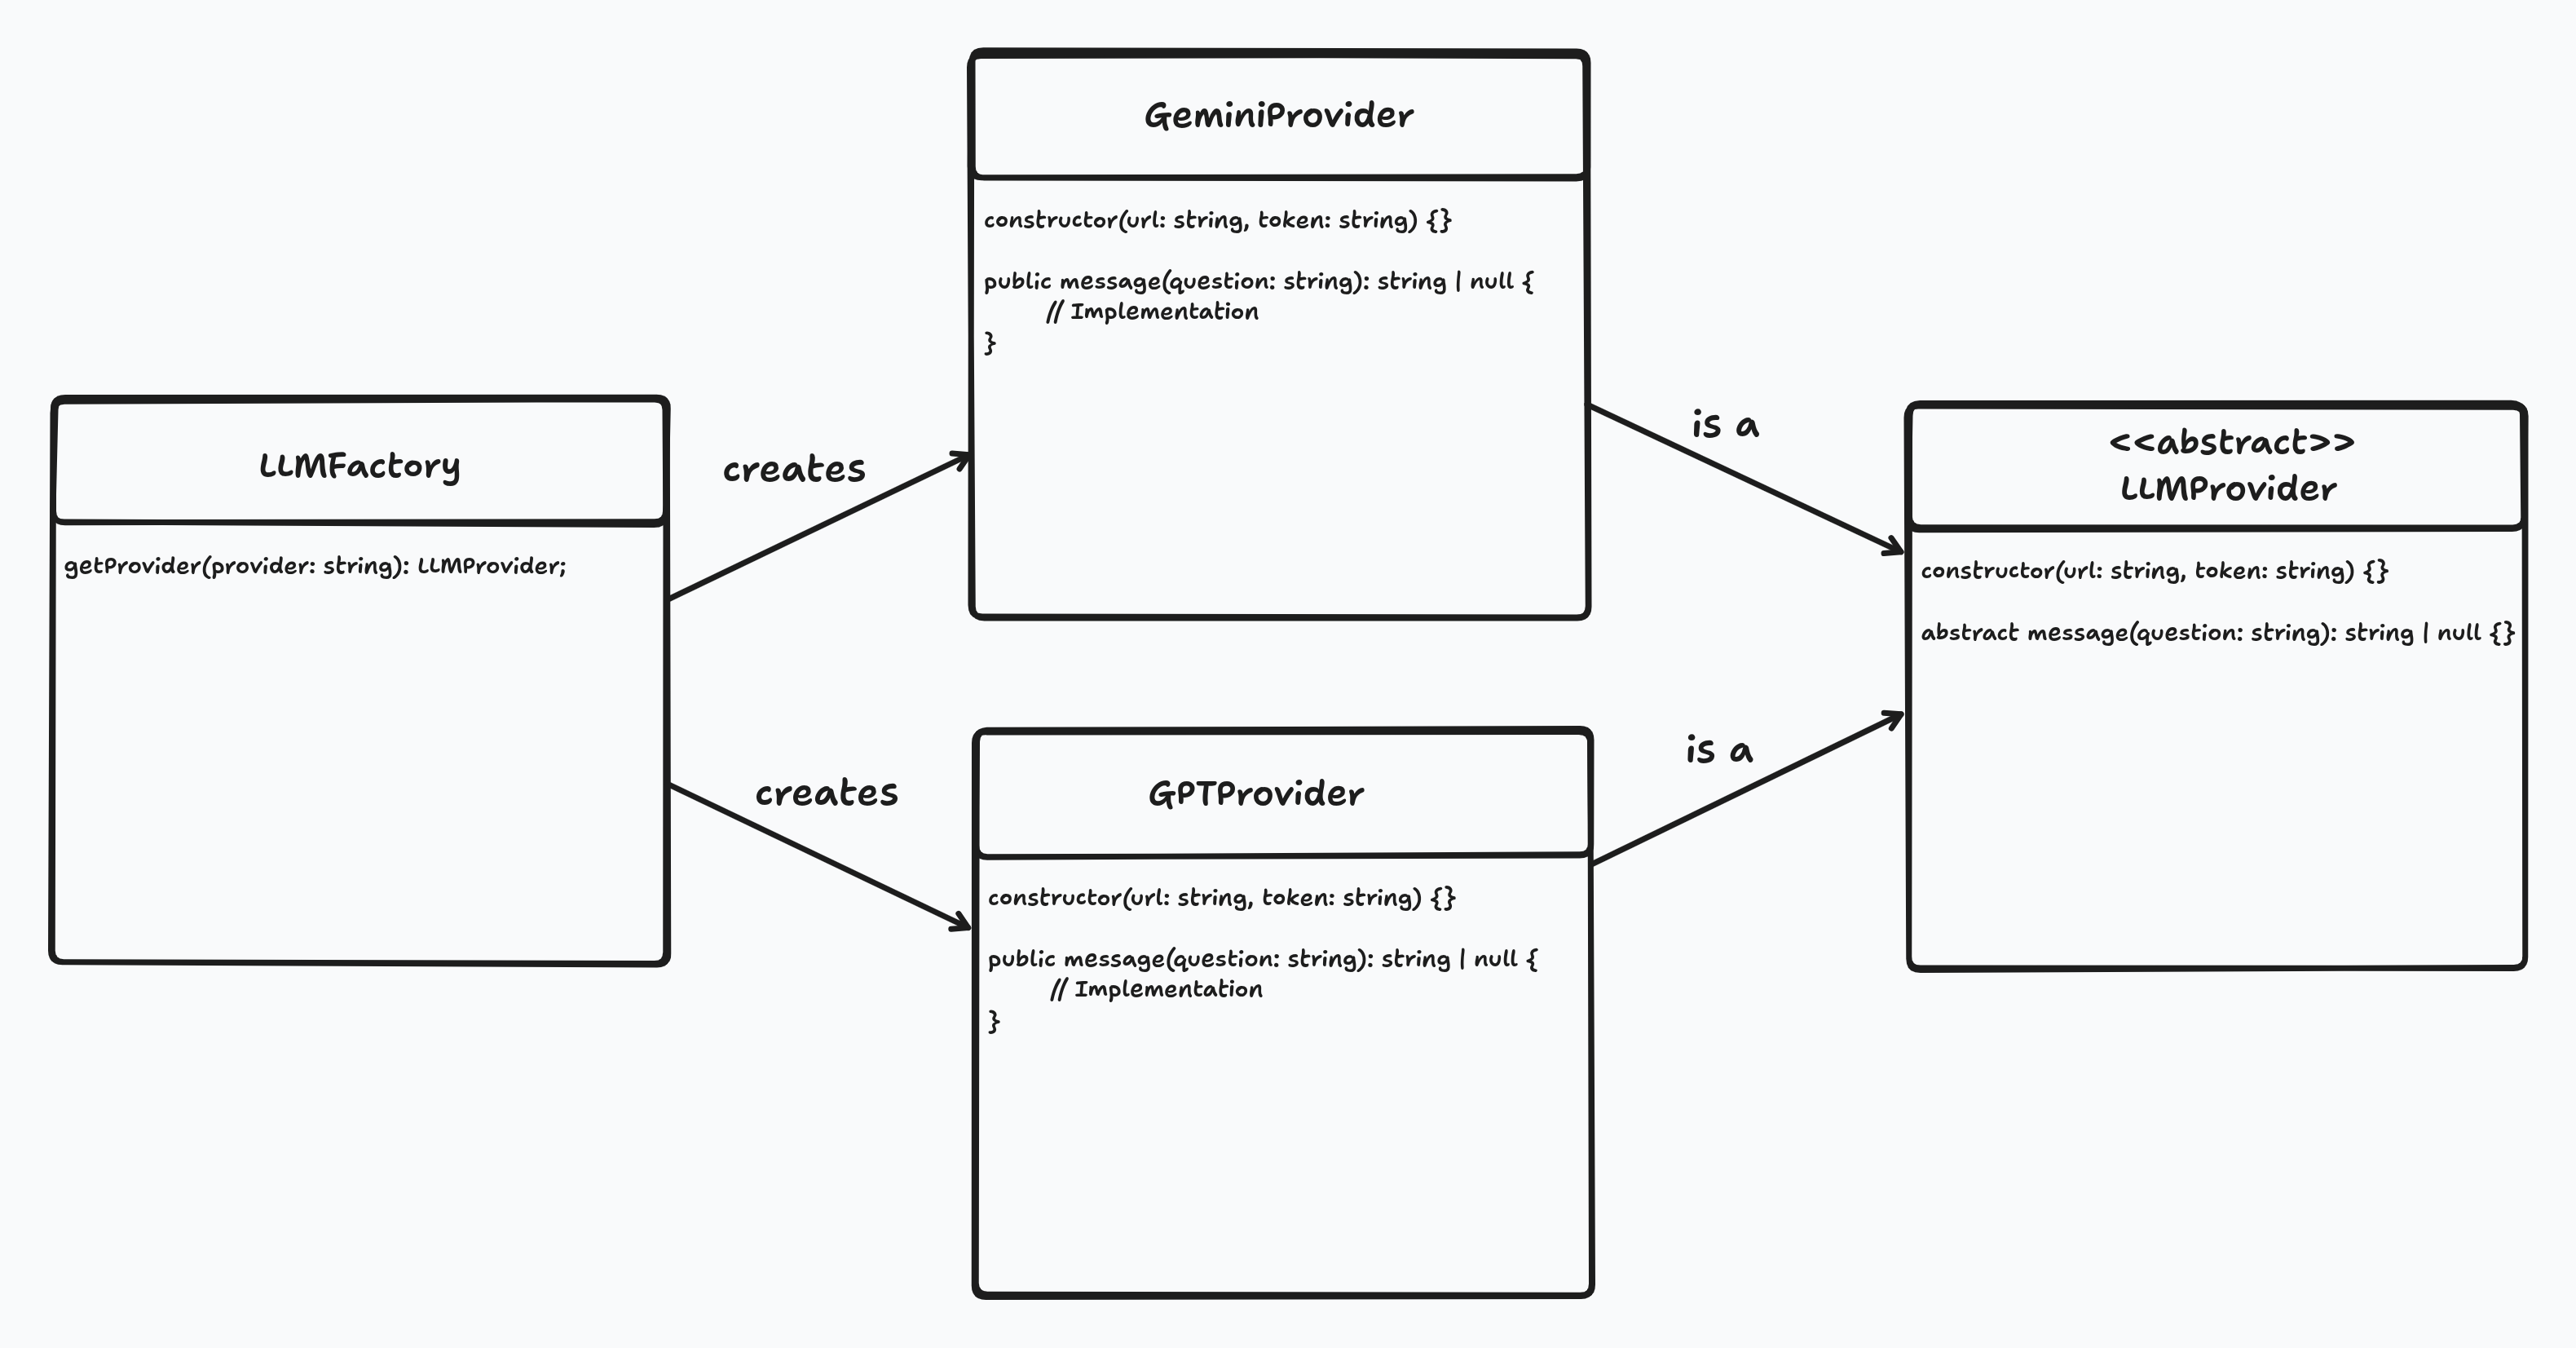 GeminiProvider
constructor(url: string, token: string) {}
public message(question: string): string | null {
// Implementation
}
LLMFactory
getProvider(provider: string): LLMProvider;
creates
creates
is a
is a
<<abstract>>
LLMProvider
constructor(url: string, token: string) {}
abstract message(question: string): string | null {}
GPTProvider
constructor(url: string, token: string) {}
public message(question: string): string | null {
// Implementation
}